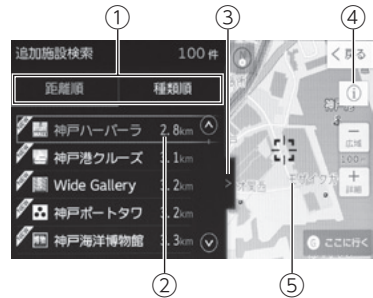 ① ③ ④
追加施設検索 100件
距離順 種類順
神戸ハーバーラ 2.8km
神戸港クルーズ 3.1km
Wide Gallery 3.2km
神戸ポートタワ 3.2km
神戸海洋博物館 3.3km
戻る
広域
100
詳細
ここに行く
② ⑤